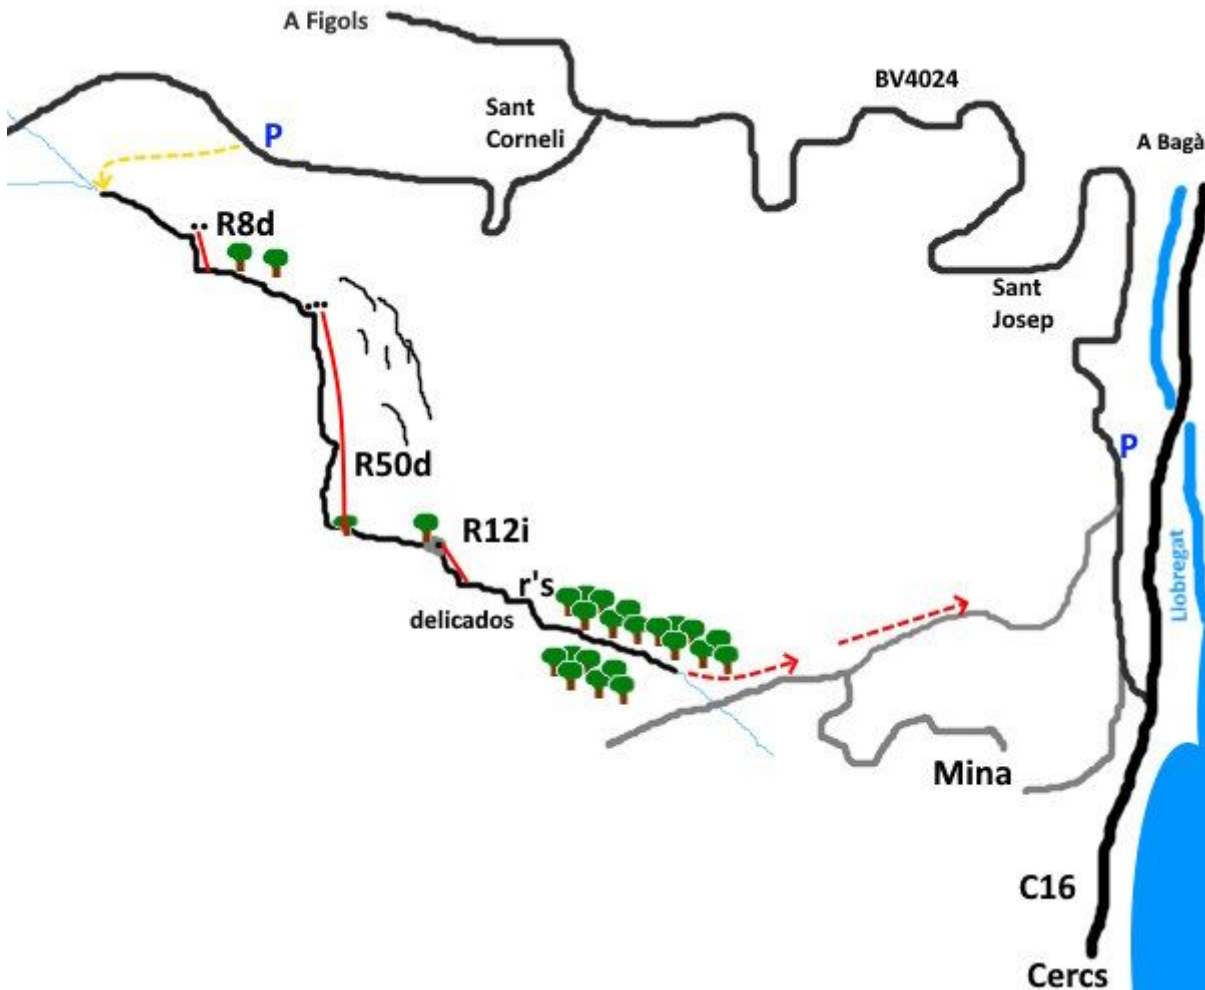 A Figols
BV4024
Sant
Corneli
P
A Bagà
R8d
Sant
Josep
P
R50d
R12i
r's
delicados
Llobregat
Mina
C16
Cercs